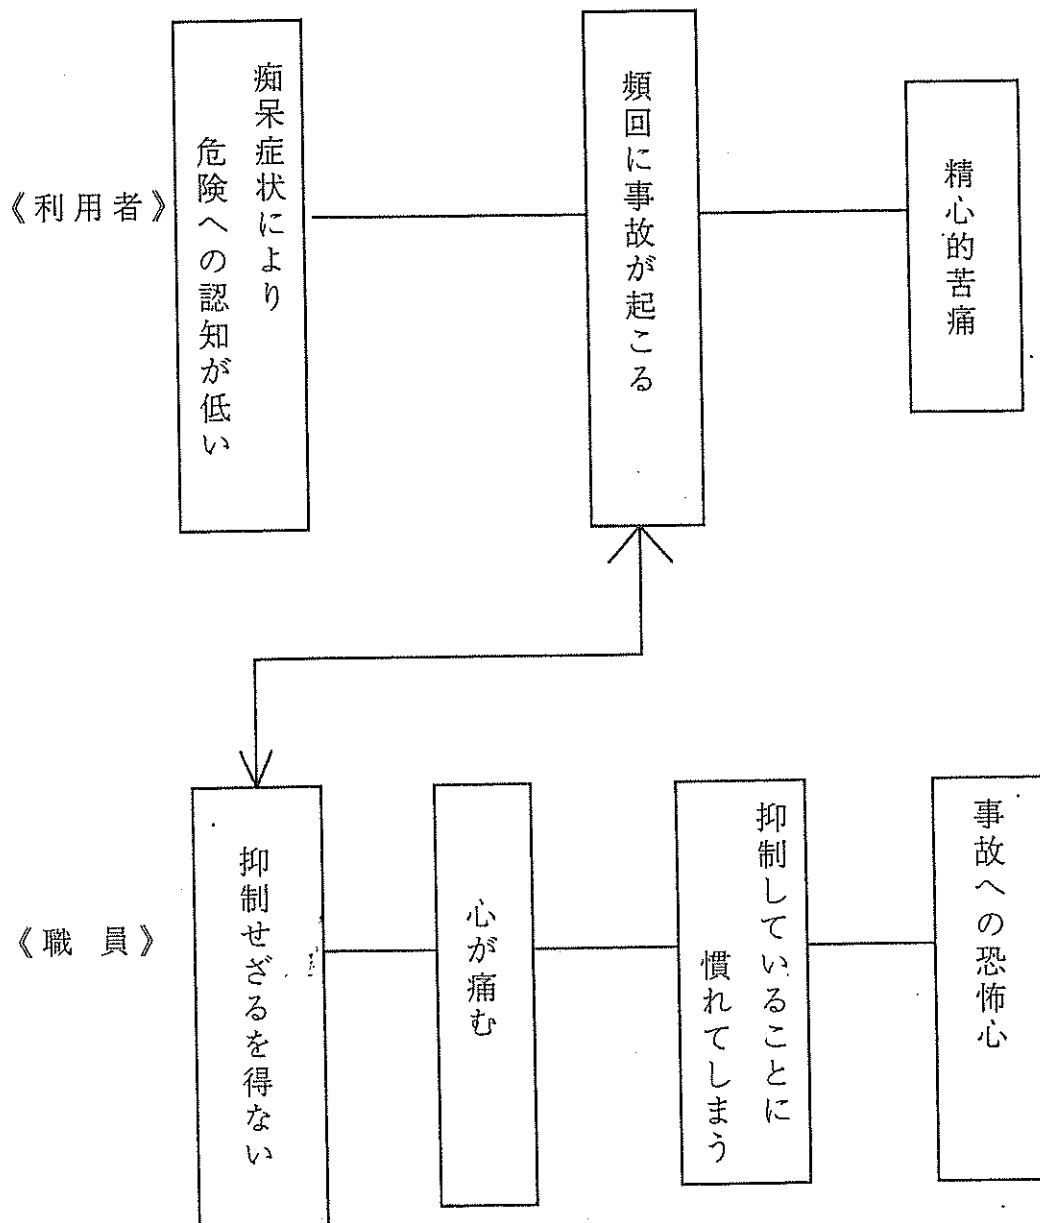 《利用者》
痴呆症状により
危険への認知が低い
頻回に事故が起こる
精心的苦痛
《職 員》
抑制せざるを得ない
心が痛む
抑制していることに
慣れてしまう
事故への恐怖心